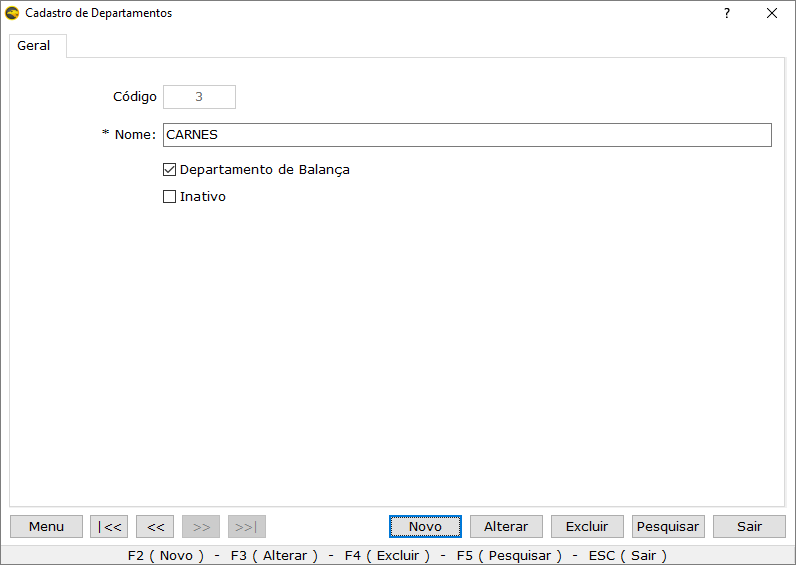 Cadastro de Departamentos ?
Geral
Código 3
* Nome: CARNES
Departamento de Balança
Inativo
Menu |<< << >> >>| Novo Alterar Excluir Pesquisar Sair
F2 ( Novo ) - F3 ( Alterar ) - F4 ( Excluir ) - F5 ( Pesquisar ) - ESC ( Sair )